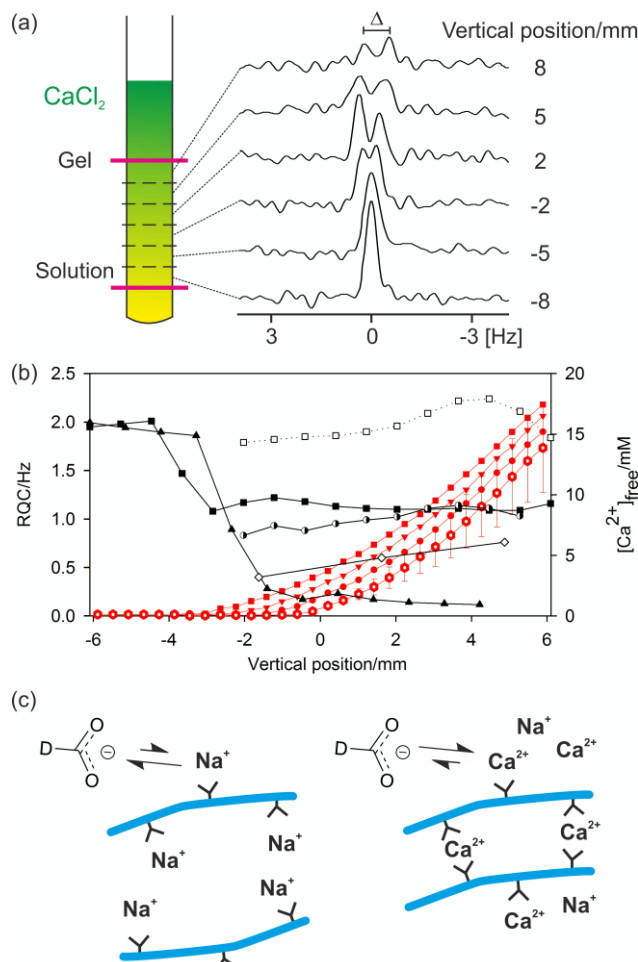 (a)
Δ
Vertical position/mm
CaCl₂
Gel
Solution
8
5
2
-2
-5
-8
3 0 -3 [Hz]
(b)
2.5 20
2.0 15
1.5
1.0 10
0.5 5
0.0 0
RQC/Hz
[Ca²⁺]free/mM
-6 -4 -2 0 2 4 6
Vertical position/mm
(c)
O O
D ⊖ Na⁺ D ⊖ Na⁺
O O Ca²⁺ Ca²⁺
Na⁺ Na⁺ Ca²⁺ Ca²⁺
Na⁺ Na⁺ Ca²⁺ Na⁺